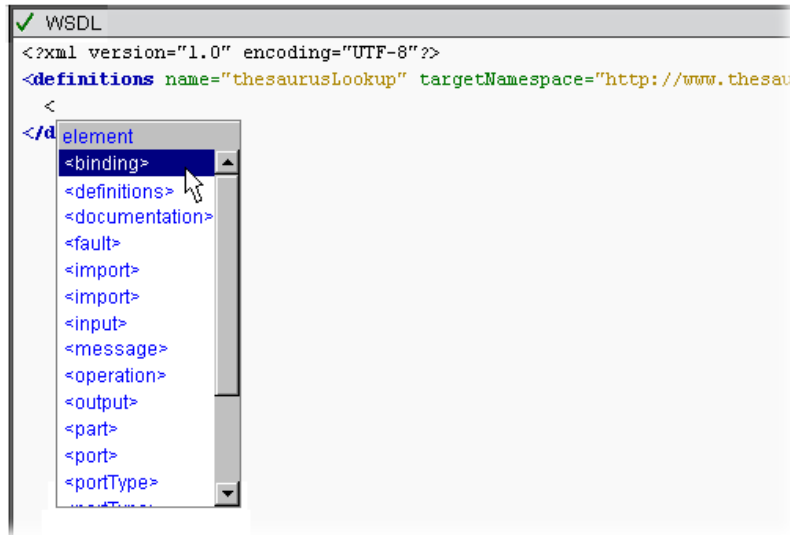 WSDL
<?xml version="1.0" encoding="UTF-8"?>
<definitions name="thesaurusLookup" targetNamespace="http://www.thesau
<
</d
element
<binding>
<definitions>
<documentation>
<fault>
<import>
<import>
<input>
<message>
<operation>
<output>
<part>
<port>
<portType>